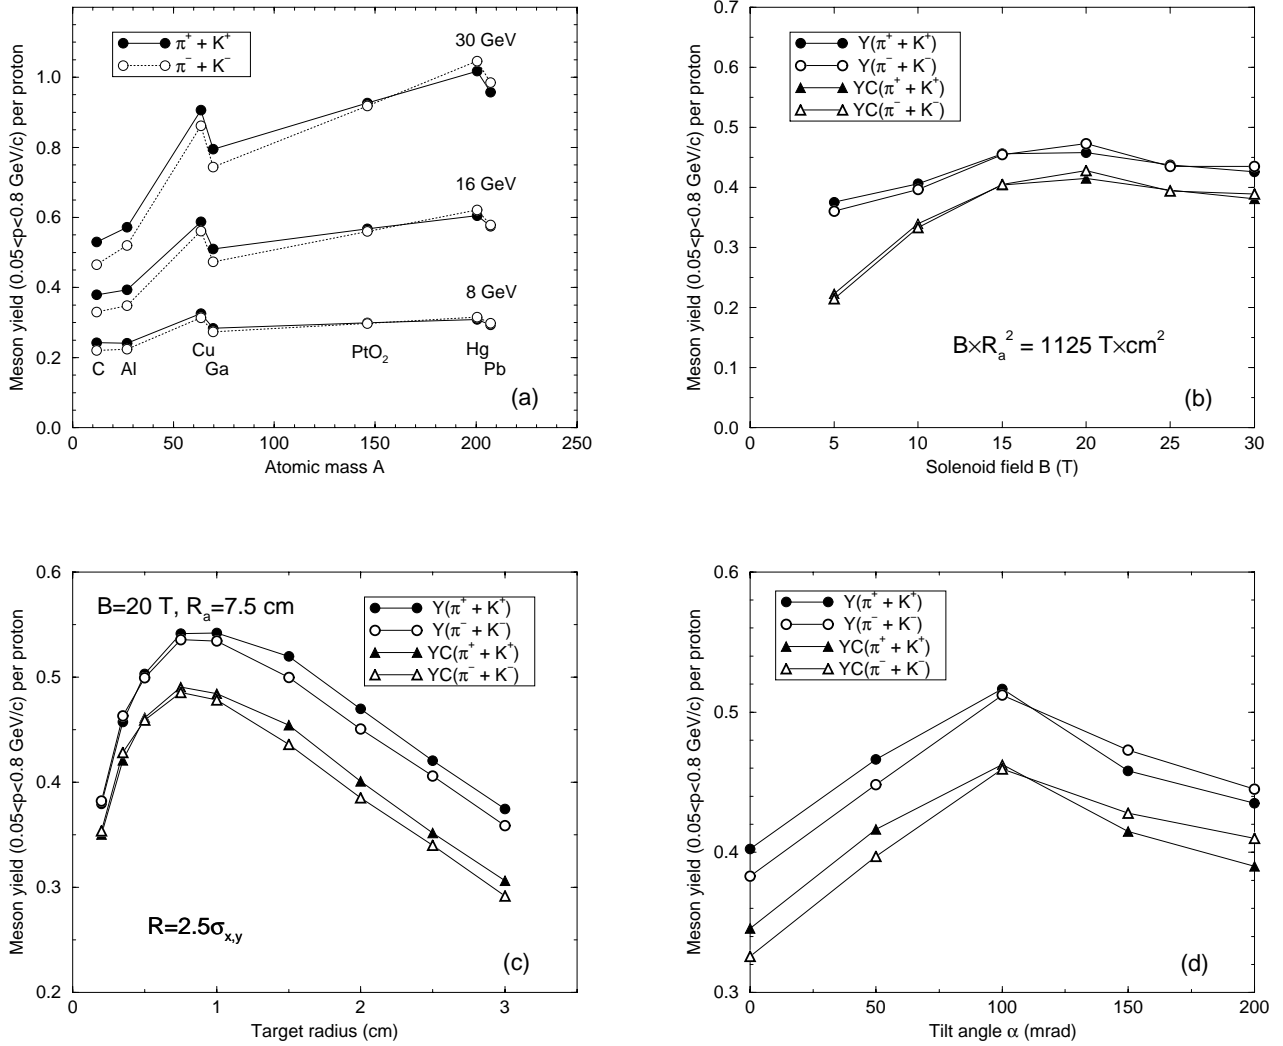 Meson yield (0.05<p<0.8 GeV/c) per proton
1.0
0.8
0.6
0.4
0.2
0.0
π⁺ + K⁺
π⁻ + K⁻
30 GeV
16 GeV
8 GeV
C Al Cu Ga PtO₂ Hg Pb
(a)
0 50 100 150 200 250
Atomic mass A
Meson yield (0.05<p<0.8 GeV/c) per proton
0.7
0.6
0.5
0.4
0.3
0.2
0.1
0.0
Y(π⁺ + K⁺)
Y(π⁻ + K⁻)
YC(π⁺ + K⁺)
YC(π⁻ + K⁻)
B×Rₐ² = 1125 T×cm²
(b)
0 5 10 15 20 25 30
Solenoid field B (T)
Meson yield (0.05<p<0.8 GeV/c) per proton
0.6
0.5
0.4
0.3
0.2
B=20 T, Rₐ=7.5 cm
Y(π⁺ + K⁺)
Y(π⁻ + K⁻)
YC(π⁺ + K⁺)
YC(π⁻ + K⁻)
R=2.5σx,y
(c)
0 1 2 3
Target radius (cm)
Meson yield (0.05<p<0.8 GeV/c) per proton
0.6
0.5
0.4
0.3
Y(π⁺ + K⁺)
Y(π⁻ + K⁻)
YC(π⁺ + K⁺)
YC(π⁻ + K⁻)
(d)
0 50 100 150 200
Tilt angle α (mrad)